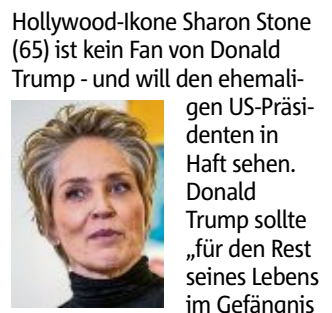 Hollywood-Ikone Sharon Stone
(65) ist kein Fan von Donald
Trump - und will den ehemali-
gen US-Präsi-
denten in
Haft sehen.
Donald
Trump sollte
„für den Rest
seines Lebens
im Gefängnis